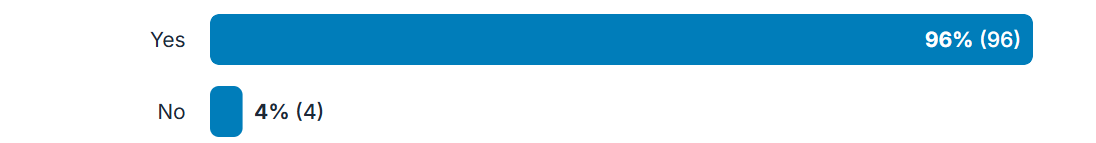 Yes 96% (96)
No 4% (4)